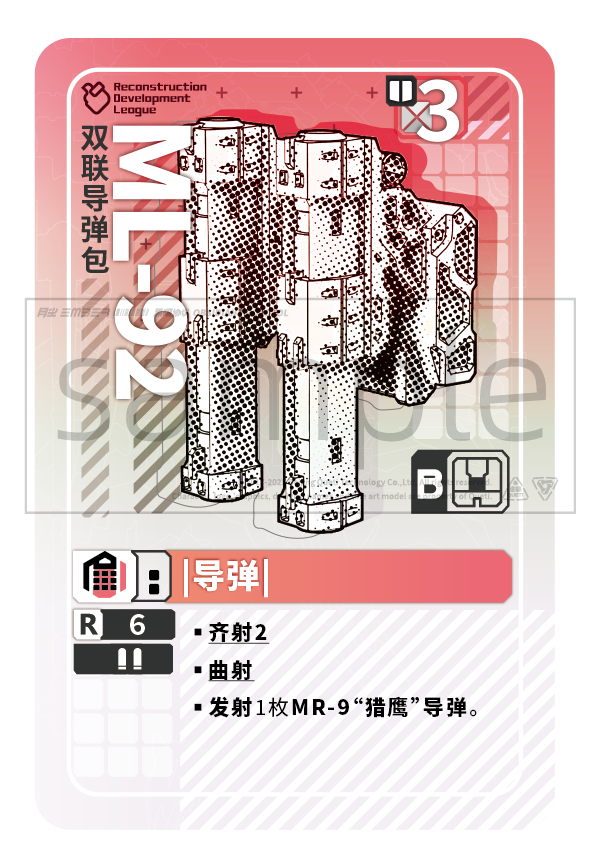 Reconstruction
Development
League
3
双联导弹包
ML-92
sample
B
|导弹|
R 6
▪ 齐射2
▪ 曲射
▪ 发射1枚MR-9“猎鹰”导弹。